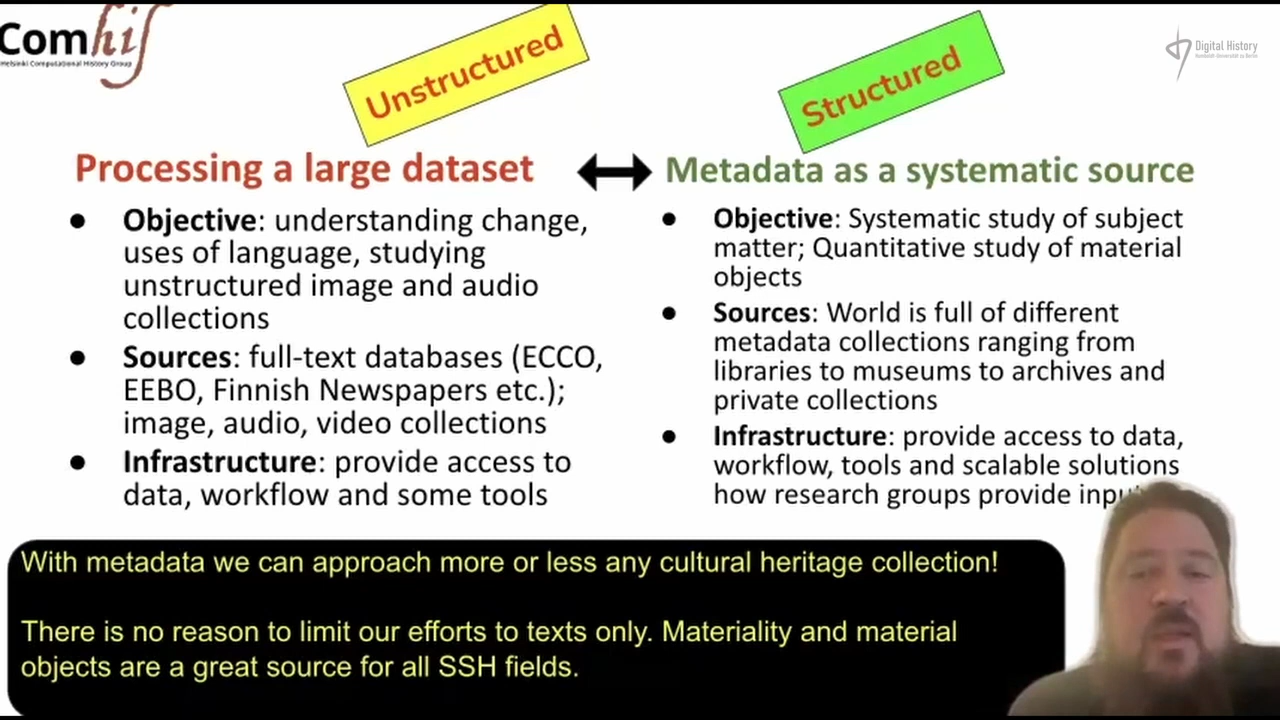 Comhis
Helsinki Computational History Group
Digital History
Humboldt-Universität zu Berlin
Unstructured
Structured
Processing a large dataset
● Objective: understanding change,
uses of language, studying
unstructured image and audio
collections
● Sources: full-text databases (ECCO,
EEBO, Finnish Newspapers etc.);
image, audio, video collections
● Infrastructure: provide access to
data, workflow and some tools
Metadata as a systematic source
● Objective: Systematic study of subject
matter; Quantitative study of material
objects
● Sources: World is full of different
metadata collections ranging from
libraries to museums to archives and
private collections
● Infrastructure: provide access to data,
workflow, tools and scalable solutions
how research groups provide
With metadata we can approach more or less any cultural heritage collection!
There is no reason to limit our efforts to texts only. Materiality and material
objects are a great source for all SSH fields.